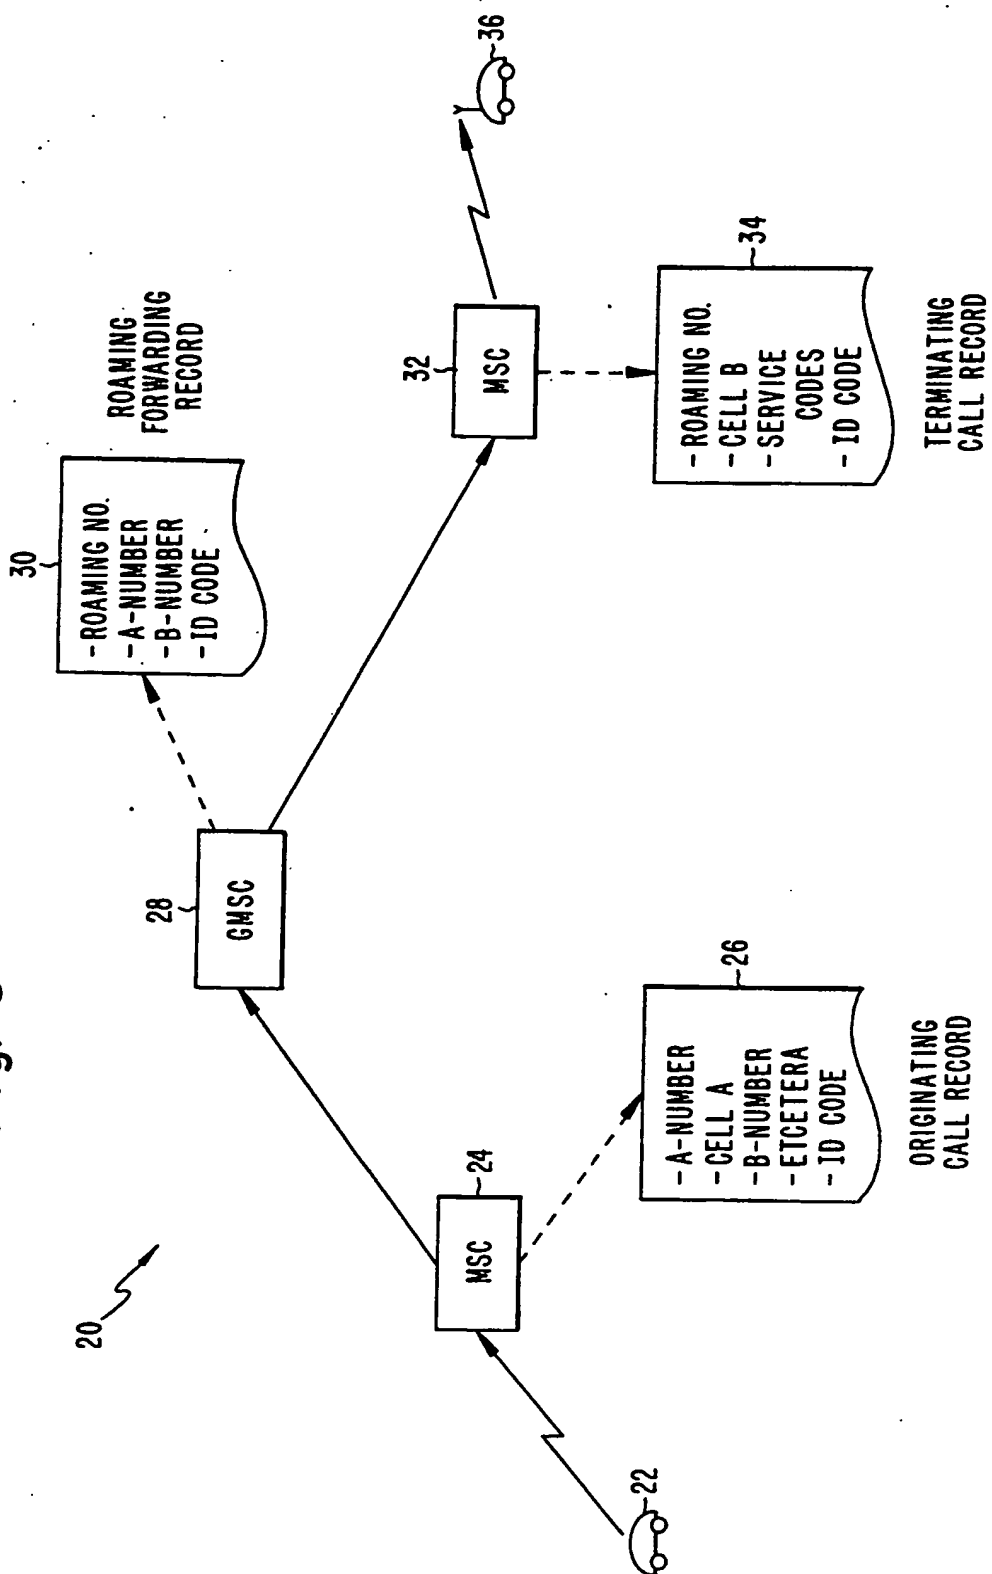 20
22
24
MSC
- A-NUMBER
- CELL A
- B-NUMBER
- ETCETERA
- ID CODE
26
ORIGINATING
CALL RECORD
28
GMSC
30
- ROAMING NO.
- A-NUMBER
- B-NUMBER
- ID CODE
ROAMING
FORWARDING
RECORD
32
MSC
- ROAMING NO.
- CELL B
- SERVICE
CODES
- ID CODE
34
TERMINATING
CALL RECORD
36